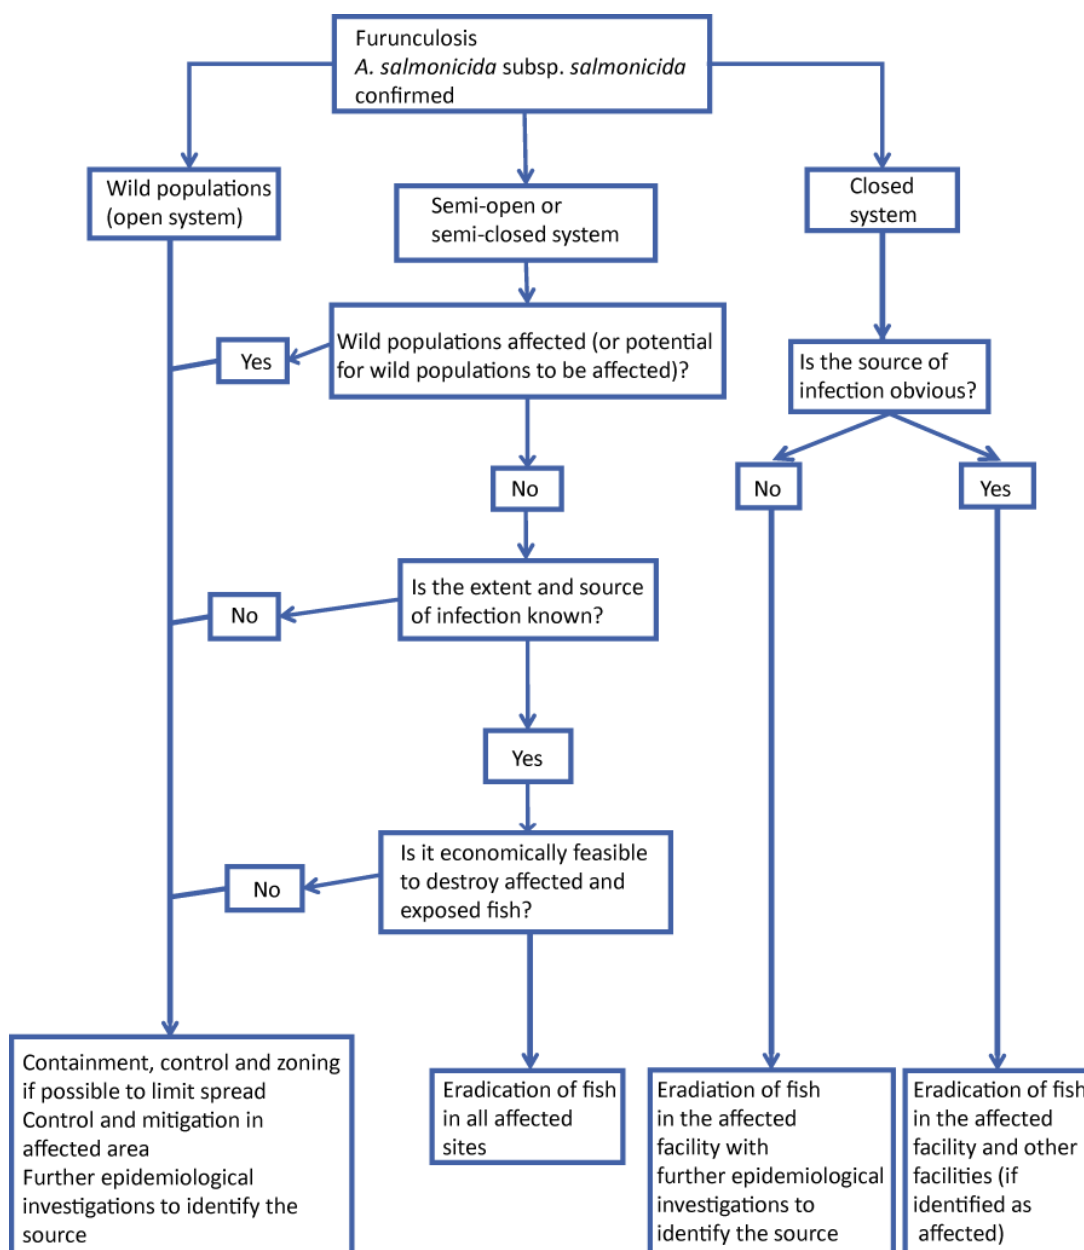 Furunculosis
A. salmonicida subsp. salmonicida
confirmed
Wild populations
(open system)
Semi-open or
semi-closed system
Closed
system
Wild populations affected (or potential
for wild populations to be affected)?
Yes
Is the source of
infection obvious?
No
No
Yes
Is the extent and source
of infection known?
No
Yes
Is it economically feasible
to destroy affected and
exposed fish?
No
Containment, control and zoning
if possible to limit spread
Control and mitigation in
affected area
Further epidemiological
investigations to identify the
source
Eradication of fish
in all affected
sites
Eradiation of fish
in the affected
facility with
further epidemiological
investigations to
identify the source
Eradication of fish
in the affected
facility and other
facilities (if
identified as
affected)